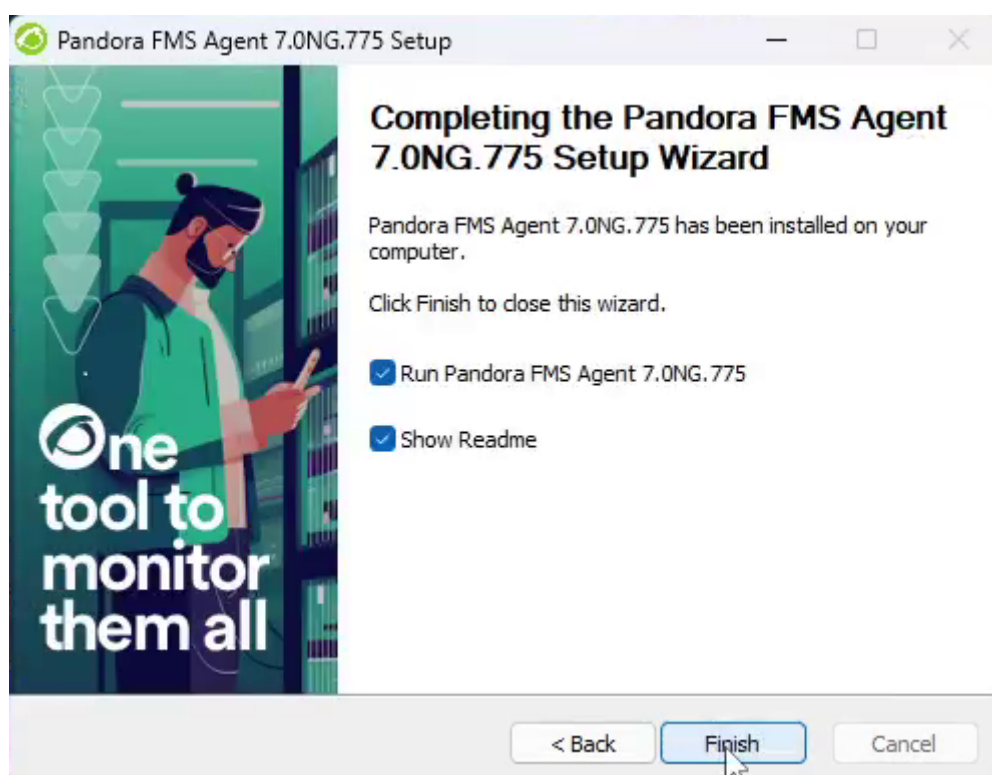 Pandora FMS Agent 7.0NG.775 Setup
Completing the Pandora FMS Agent
7.0NG.775 Setup Wizard
Pandora FMS Agent 7.0NG.775 has been installed on your
computer.
Click Finish to close this wizard.
Run Pandora FMS Agent 7.0NG.775
Show Readme
One
tool to
monitor
them all
< Back
Finish
Cancel